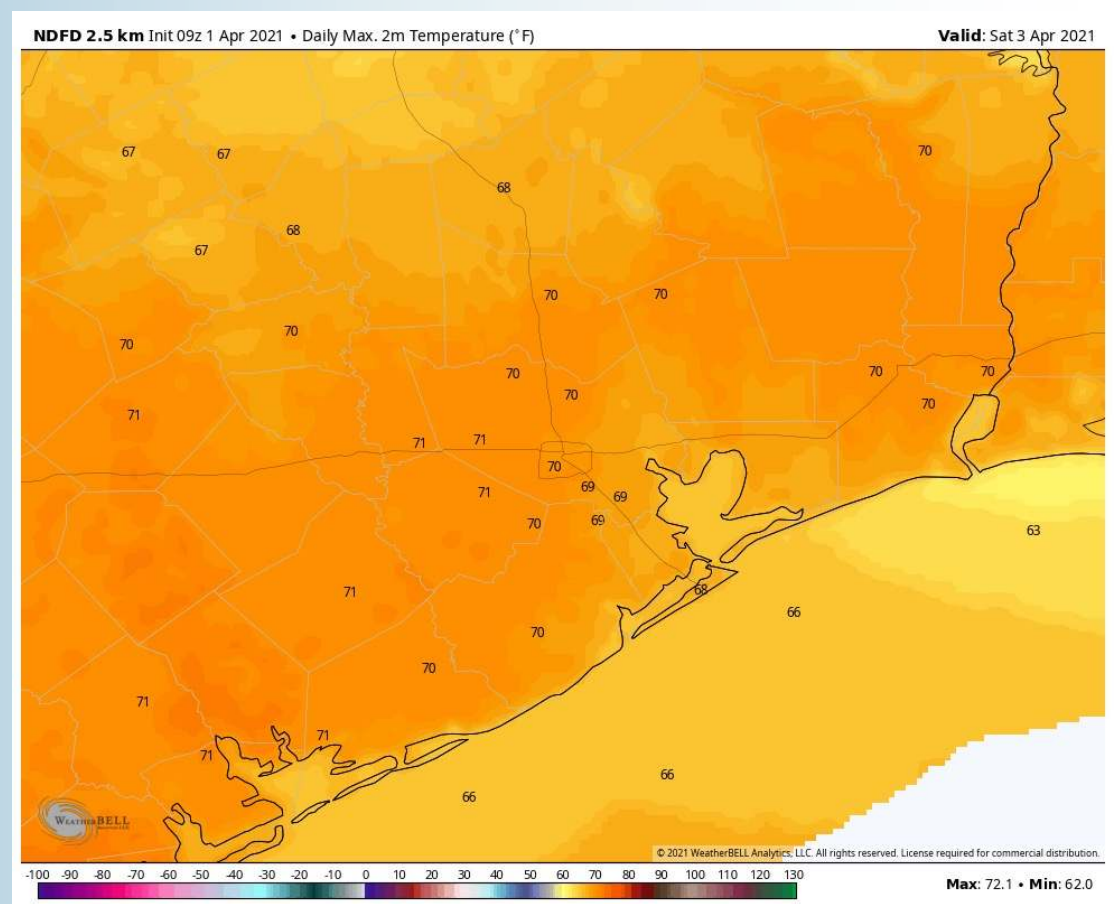 NDFD 2.5 km Init 09z 1 Apr 2021 • Daily Max. 2m Temperature (°F) Valid: Sat 3 Apr 2021
67 67 70
68
68
67
70 70
70 70
70 70 70
71 70 70
71 71
70
71 69 69
70 69
63
71 68
66
70
70
71
71
71
66
66
WEATHERBELL
© 2021 WeatherBELL Analytics, LLC. All rights reserved. License required for commercial distribution.
-100 -90 -80 -70 -60 -50 -40 -30 -20 -10 0 10 20 30 40 50 60 70 80 90 100 110 120 130
Max: 72.1 • Min: 62.0